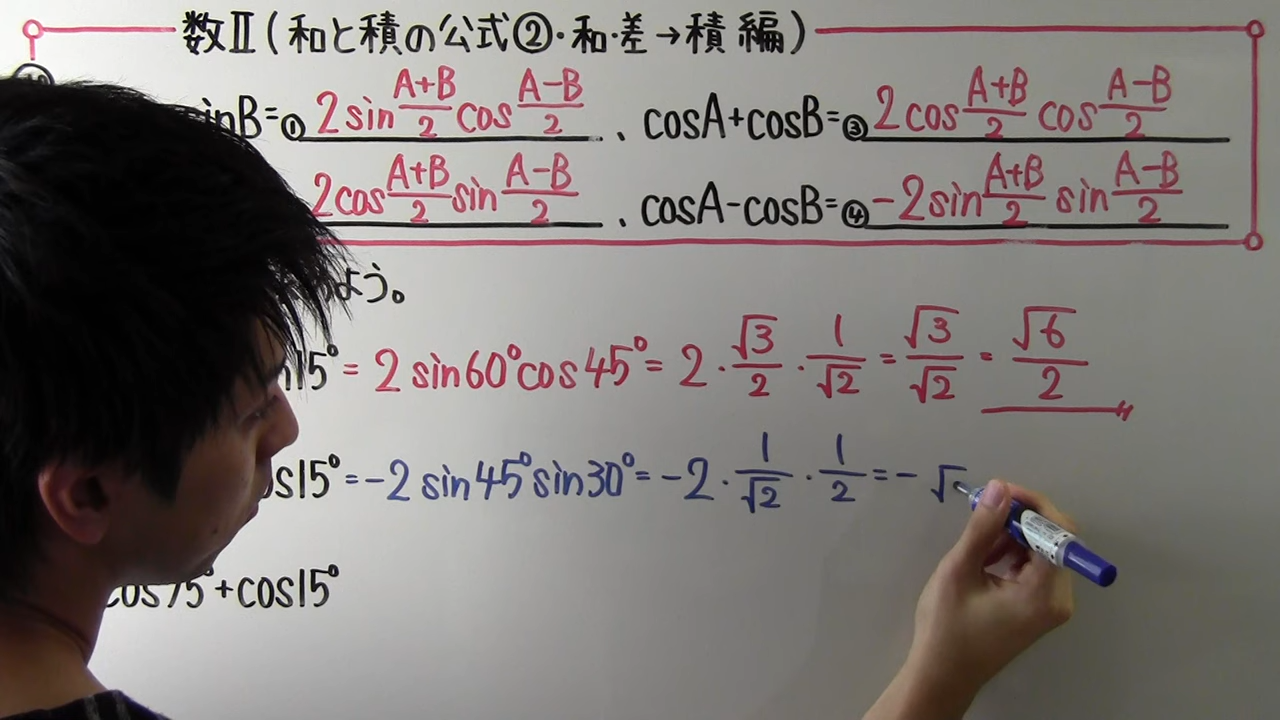 数Ⅱ(和と積の公式②・和・差→積 編)
inB=① 2sin (A+B)/2 cos (A-B)/2 、 cosA+cosB=③ 2cos (A+B)/2 cos (A-B)/2
2cos (A+B)/2 sin (A-B)/2 、 cosA-cosB=④ -2sin (A+B)/2 sin (A-B)/2
よう。
15°=2sin60°cos45°=2・√3/2・1/√2=√3/√2=√6/2
os15°=-2sin45°sin30°=-2・1/√2・1/2=-√
cos75°+cos15°